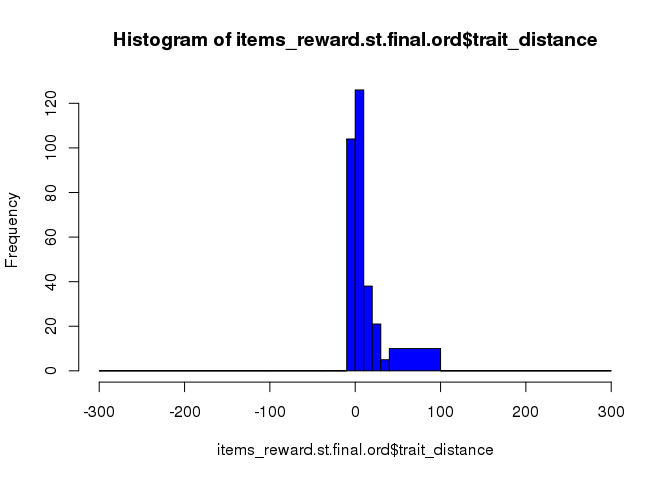 Histogram of items_reward.st.final.ord$trait_distance
Frequency
120
100
80
60
40
20
0
-300 -200 -100 0 100 200 300
items_reward.st.final.ord$trait_distance